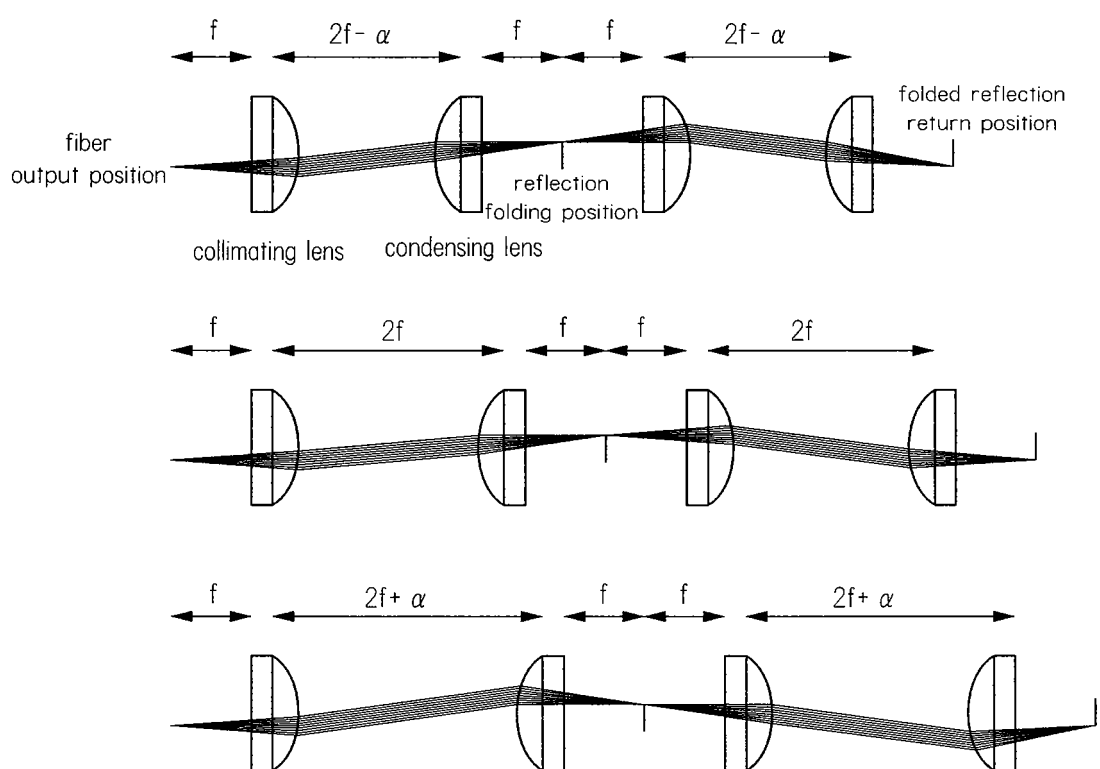 f 2f- α f f 2f- α
folded reflection
return position
fiber
output position
reflection
folding position
collimating lens condensing lens
f 2f f f 2f
f 2f+ α f f 2f+ α